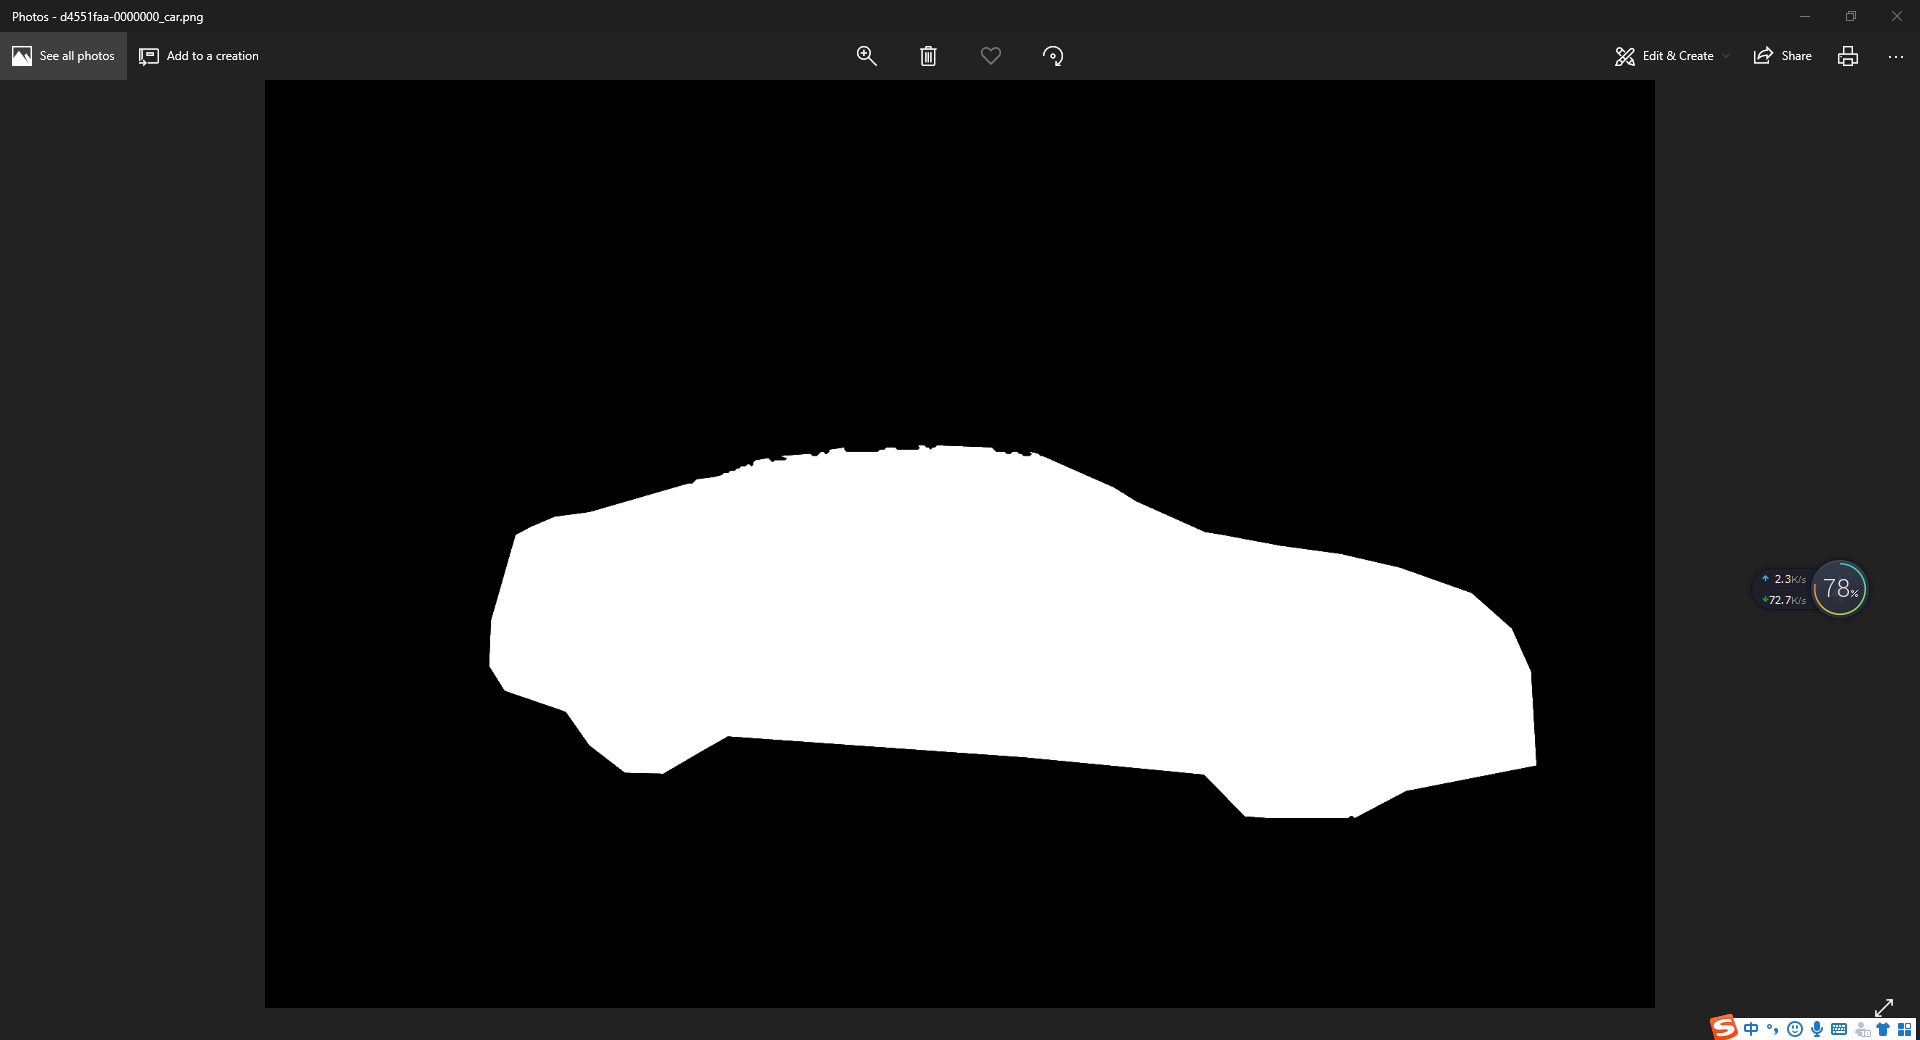 Photos - d4551faa-0000000_car.png
See all photos
Add to a creation
Edit & Create
Share
2.3K/s
72.7K/s
78%
S 中